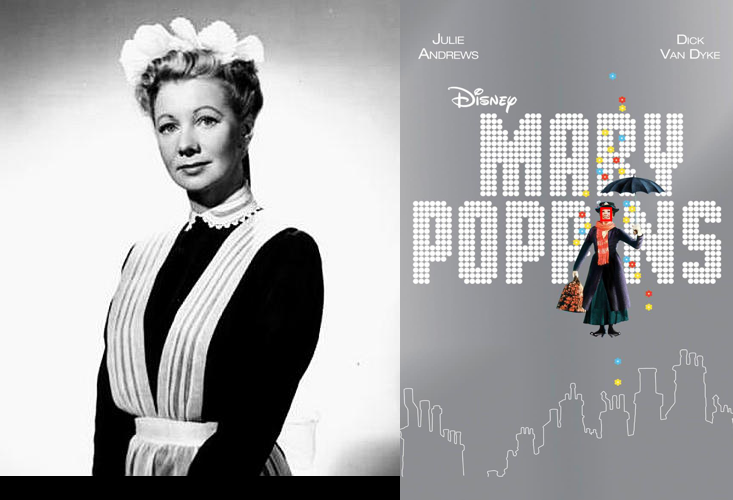 JULIE
ANDREWS
DICK
VAN DYKE
DISNEY
MARY
POPPINS